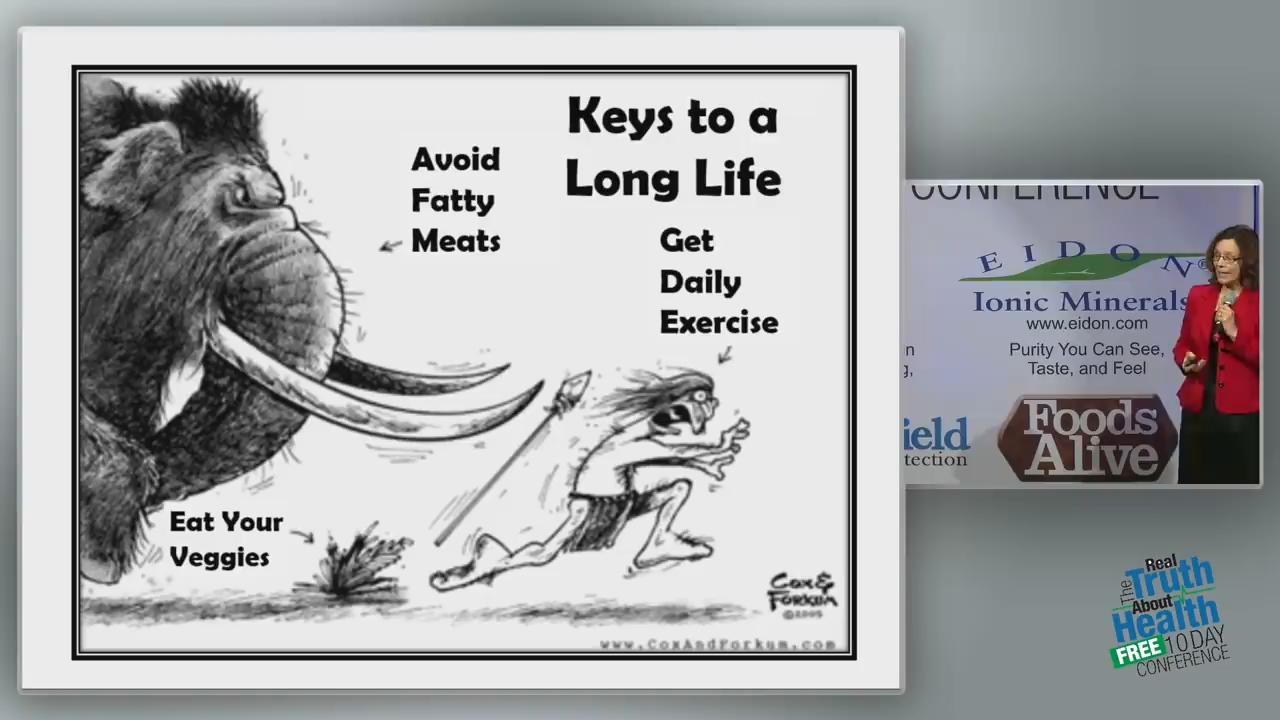 Keys to a
Long Life
Avoid
Fatty
Meats
Get
Daily
Exercise
Eat Your
Veggies
Cox &
Forkum
©2005
www.CoxAndForkum.com
CONFERENCE
EIDON®
Ionic Minerals
www.eidon.com
Purity You Can See,
Taste, and Feel
Foods
Alive
The Real
Truth
About
Health
FREE 10 DAY
CONFERENCE